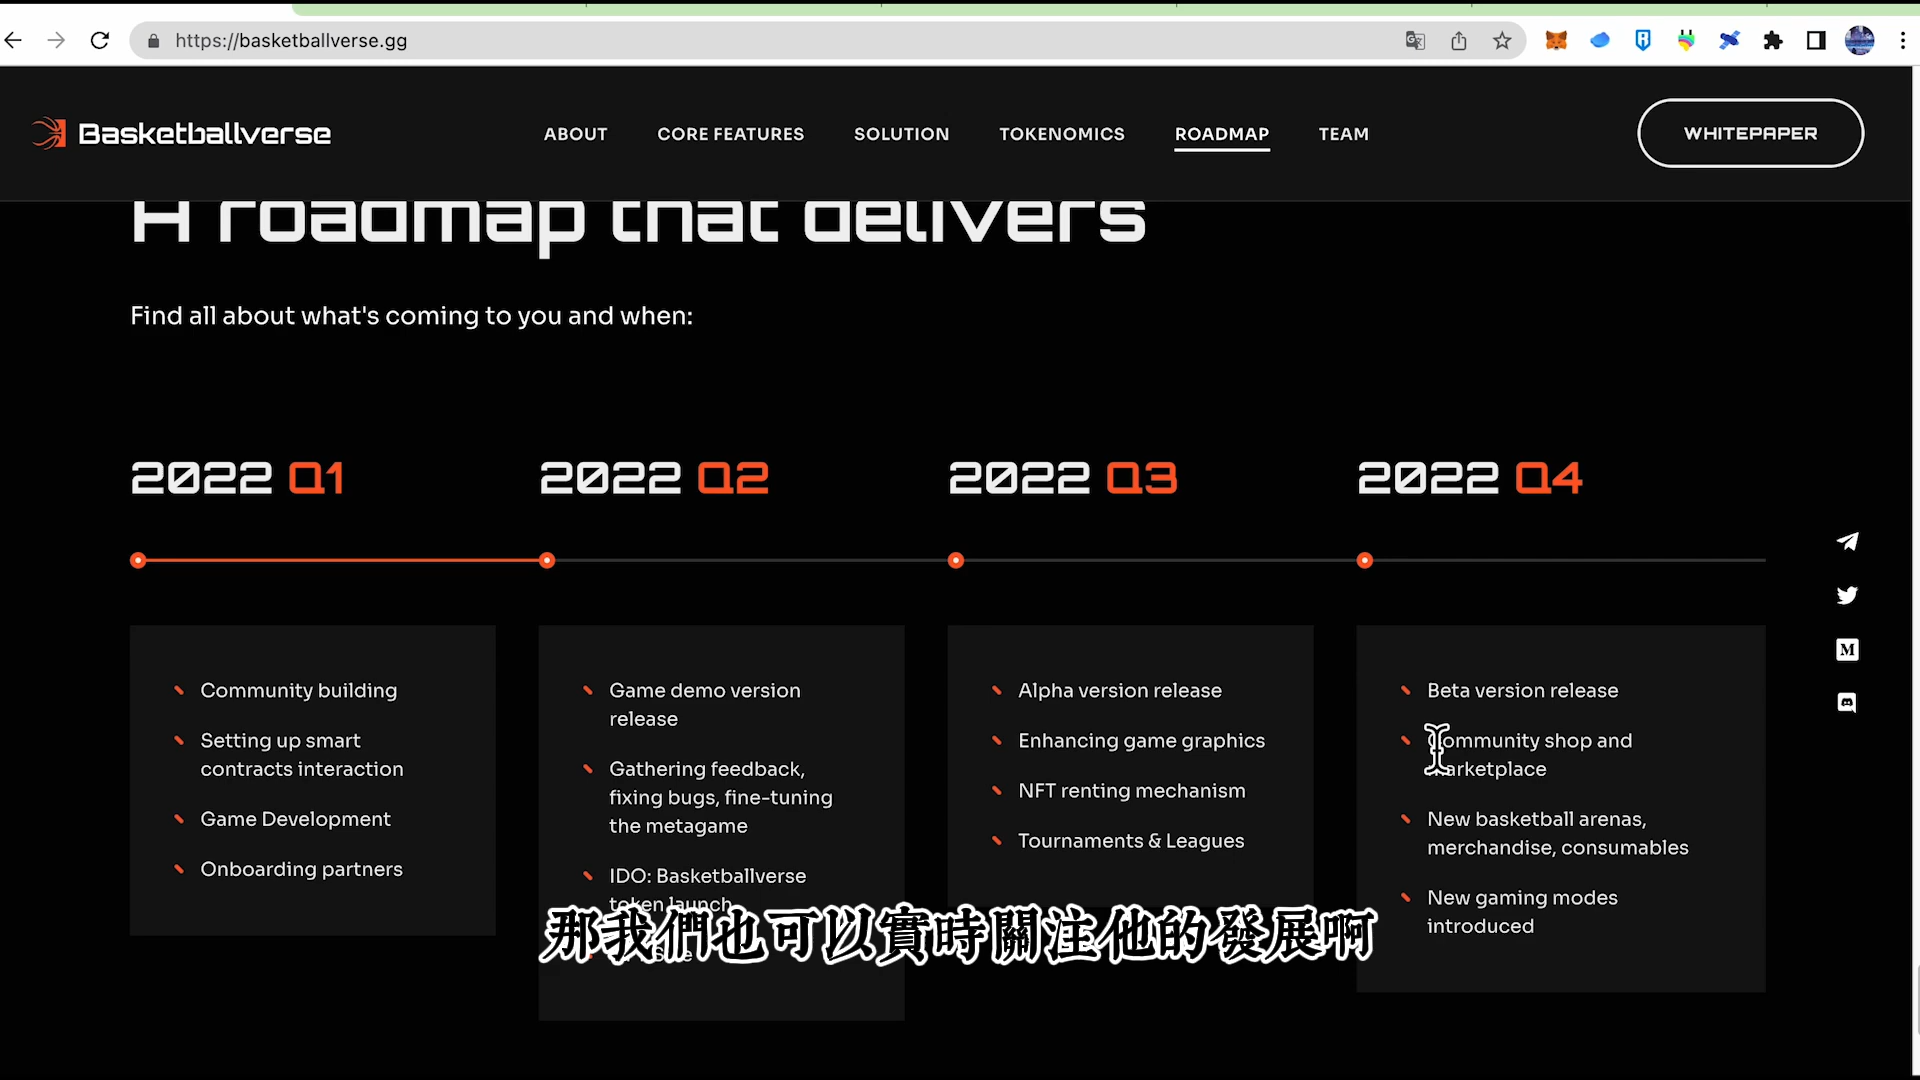 https://basketballverse.gg
Basketballverse
ABOUT
CORE FEATURES
SOLUTION
TOKENOMICS
ROADMAP
TEAM
WHITEPAPER
A roadmap that delivers
Find all about what's coming to you and when:
2022 Q1
Community building
Setting up smart
contracts interaction
Game Development
Onboarding partners
2022 Q2
Game demo version
release
Gathering feedback,
fixing bugs, fine-tuning
the metagame
IDO: Basketballverse
token launch
2022 Q3
Alpha version release
Enhancing game graphics
NFT renting mechanism
Tournaments & Leagues
2022 Q4
Beta version release
Community shop and
marketplace
New basketball arenas,
merchandise, consumables
New gaming modes
introduced
那我們也可以實時關注他的發展啊